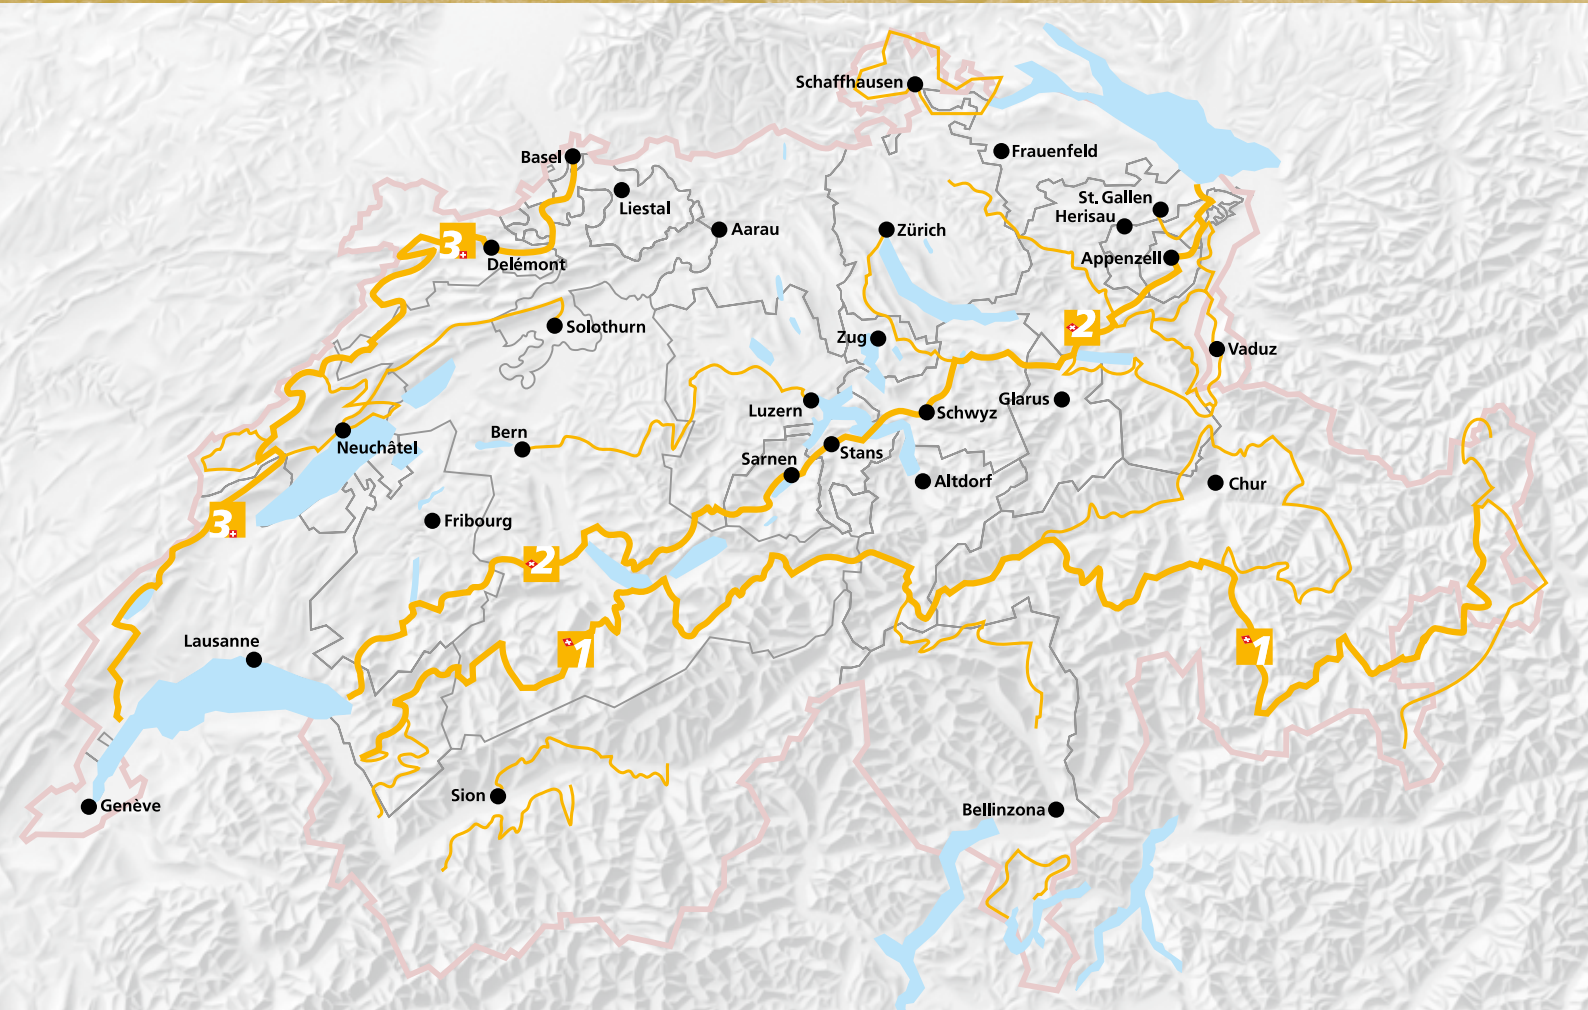 Schaffhausen
Frauenfeld
Basel
Liestal
St. Gallen
Herisau
Aarau
Zürich
3
Delémont
Appenzell
Solothurn
2
Zug
Vaduz
Luzern
Schwyz
Glarus
Neuchâtel
Bern
Stans
Sarnen
Altdorf
Chur
3
Fribourg
2
Lausanne
1
1
Sion
Genève
Bellinzona